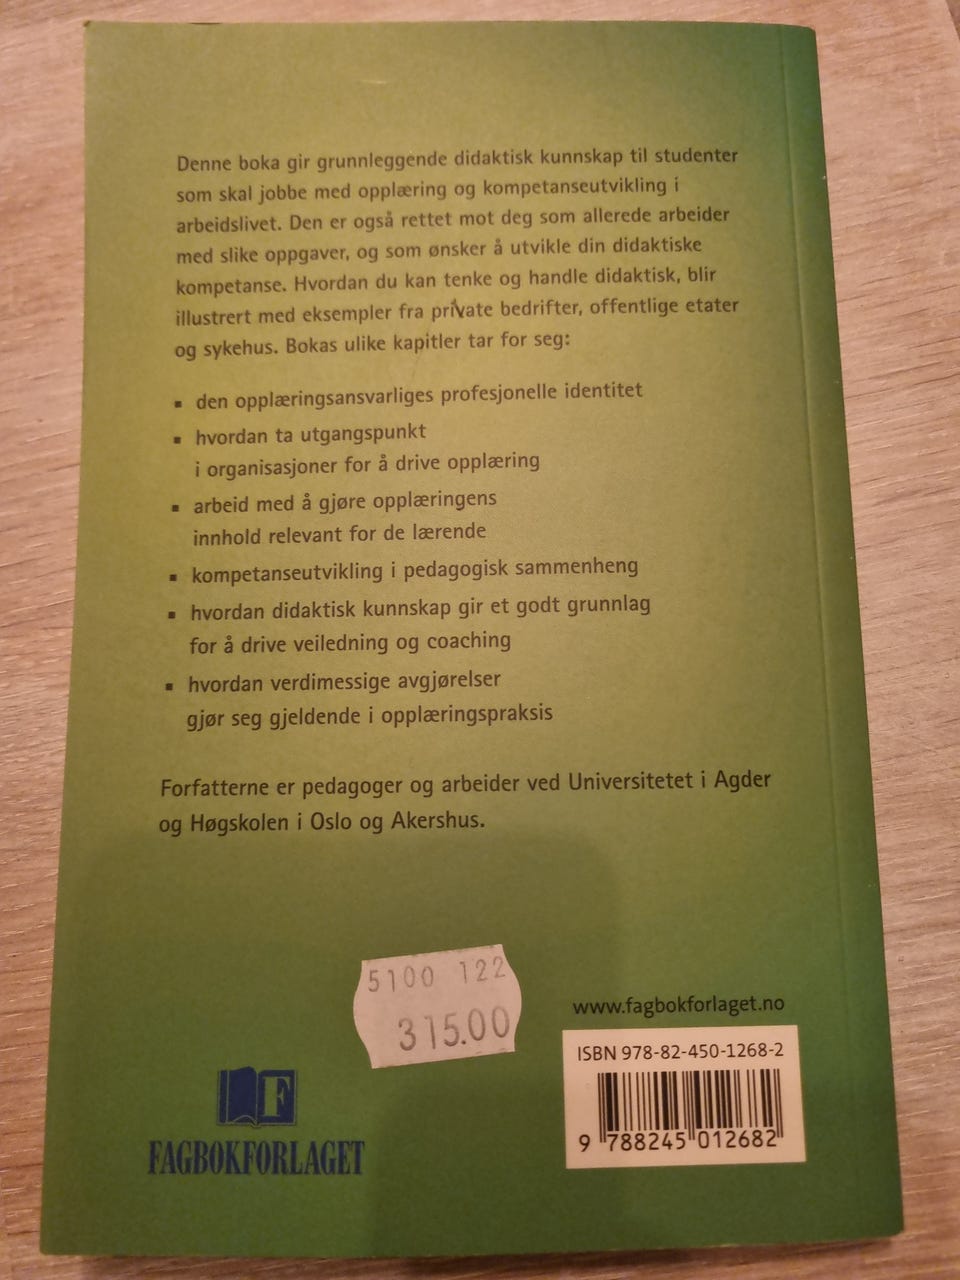 Denne boka gir grunnleggende didaktisk kunnskap til studenter
som skal jobbe med opplæring og kompetanseutvikling i
arbeidslivet. Den er også rettet mot deg som allerede arbeider
med slike oppgaver, og som ønsker å utvikle din didaktiske
kompetanse. Hvordan du kan tenke og handle didaktisk, blir
illustrert med eksempler fra private bedrifter, offentlige etater
og sykehus. Bokas ulike kapitler tar for seg:
▪ den opplæringsansvarliges profesjonelle identitet
▪ hvordan ta utgangspunkt
i organisasjoner for å drive opplæring
▪ arbeid med å gjøre opplæringens
innhold relevant for de lærende
▪ kompetanseutvikling i pedagogisk sammenheng
▪ hvordan didaktisk kunnskap gir et godt grunnlag
for å drive veiledning og coaching
▪ hvordan verdimessige avgjørelser
gjør seg gjeldende i opplæringspraksis
Forfatterne er pedagoger og arbeider ved Universitetet i Agder
og Høgskolen i Oslo og Akershus.
5100 122
315.00
www.fagbokforlaget.no
ISBN 978-82-450-1268-2
9 788245 012682
F
FAGBOKFORLAGET